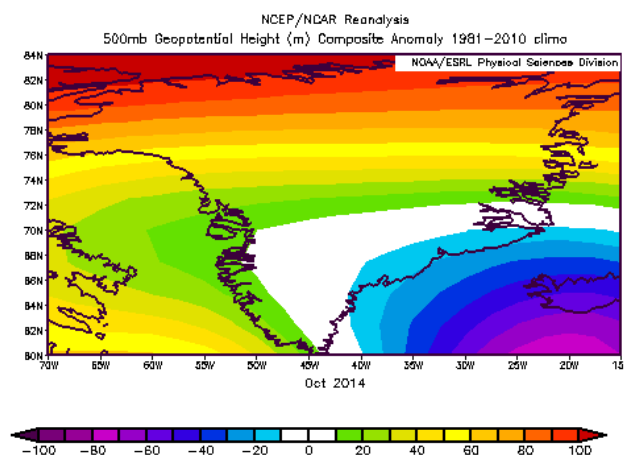 NCEP/NCAR Reanalysis
500mb Geopotential Height (m) Composite Anomaly 1981-2010 climo
NOAA/ESRL Physical Sciences Division
84N
82N
80N
78N
76N
74N
72N
70N
68N
66N
64N
62N
60N
70W 65W 60W 55W 50W 45W 40W 35W 30W 25W 20W 15
Oct 2014
-100 -80 -60 -40 -20 0 20 40 60 80 100